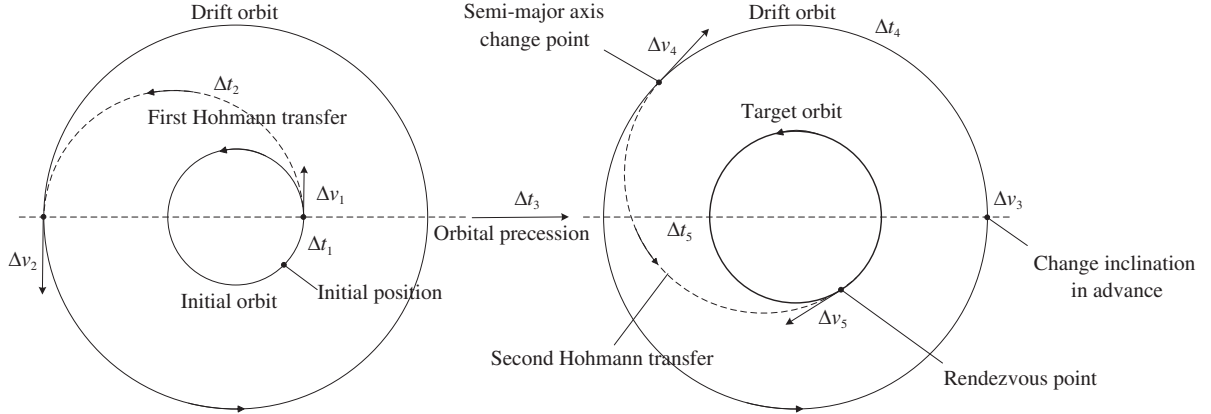 Drift orbit
Δt₂
First Hohmann transfer
Δv₁
Δt₁
Δv₂
Initial orbit
Initial position
Δt₃
Orbital precession
Semi-major axis
change point
Drift orbit
Δv₄
Δt₄
Target orbit
Δv₃
Δt₅
Change inclination
in advance
Δv₅
Second Hohmann transfer
Rendezvous point